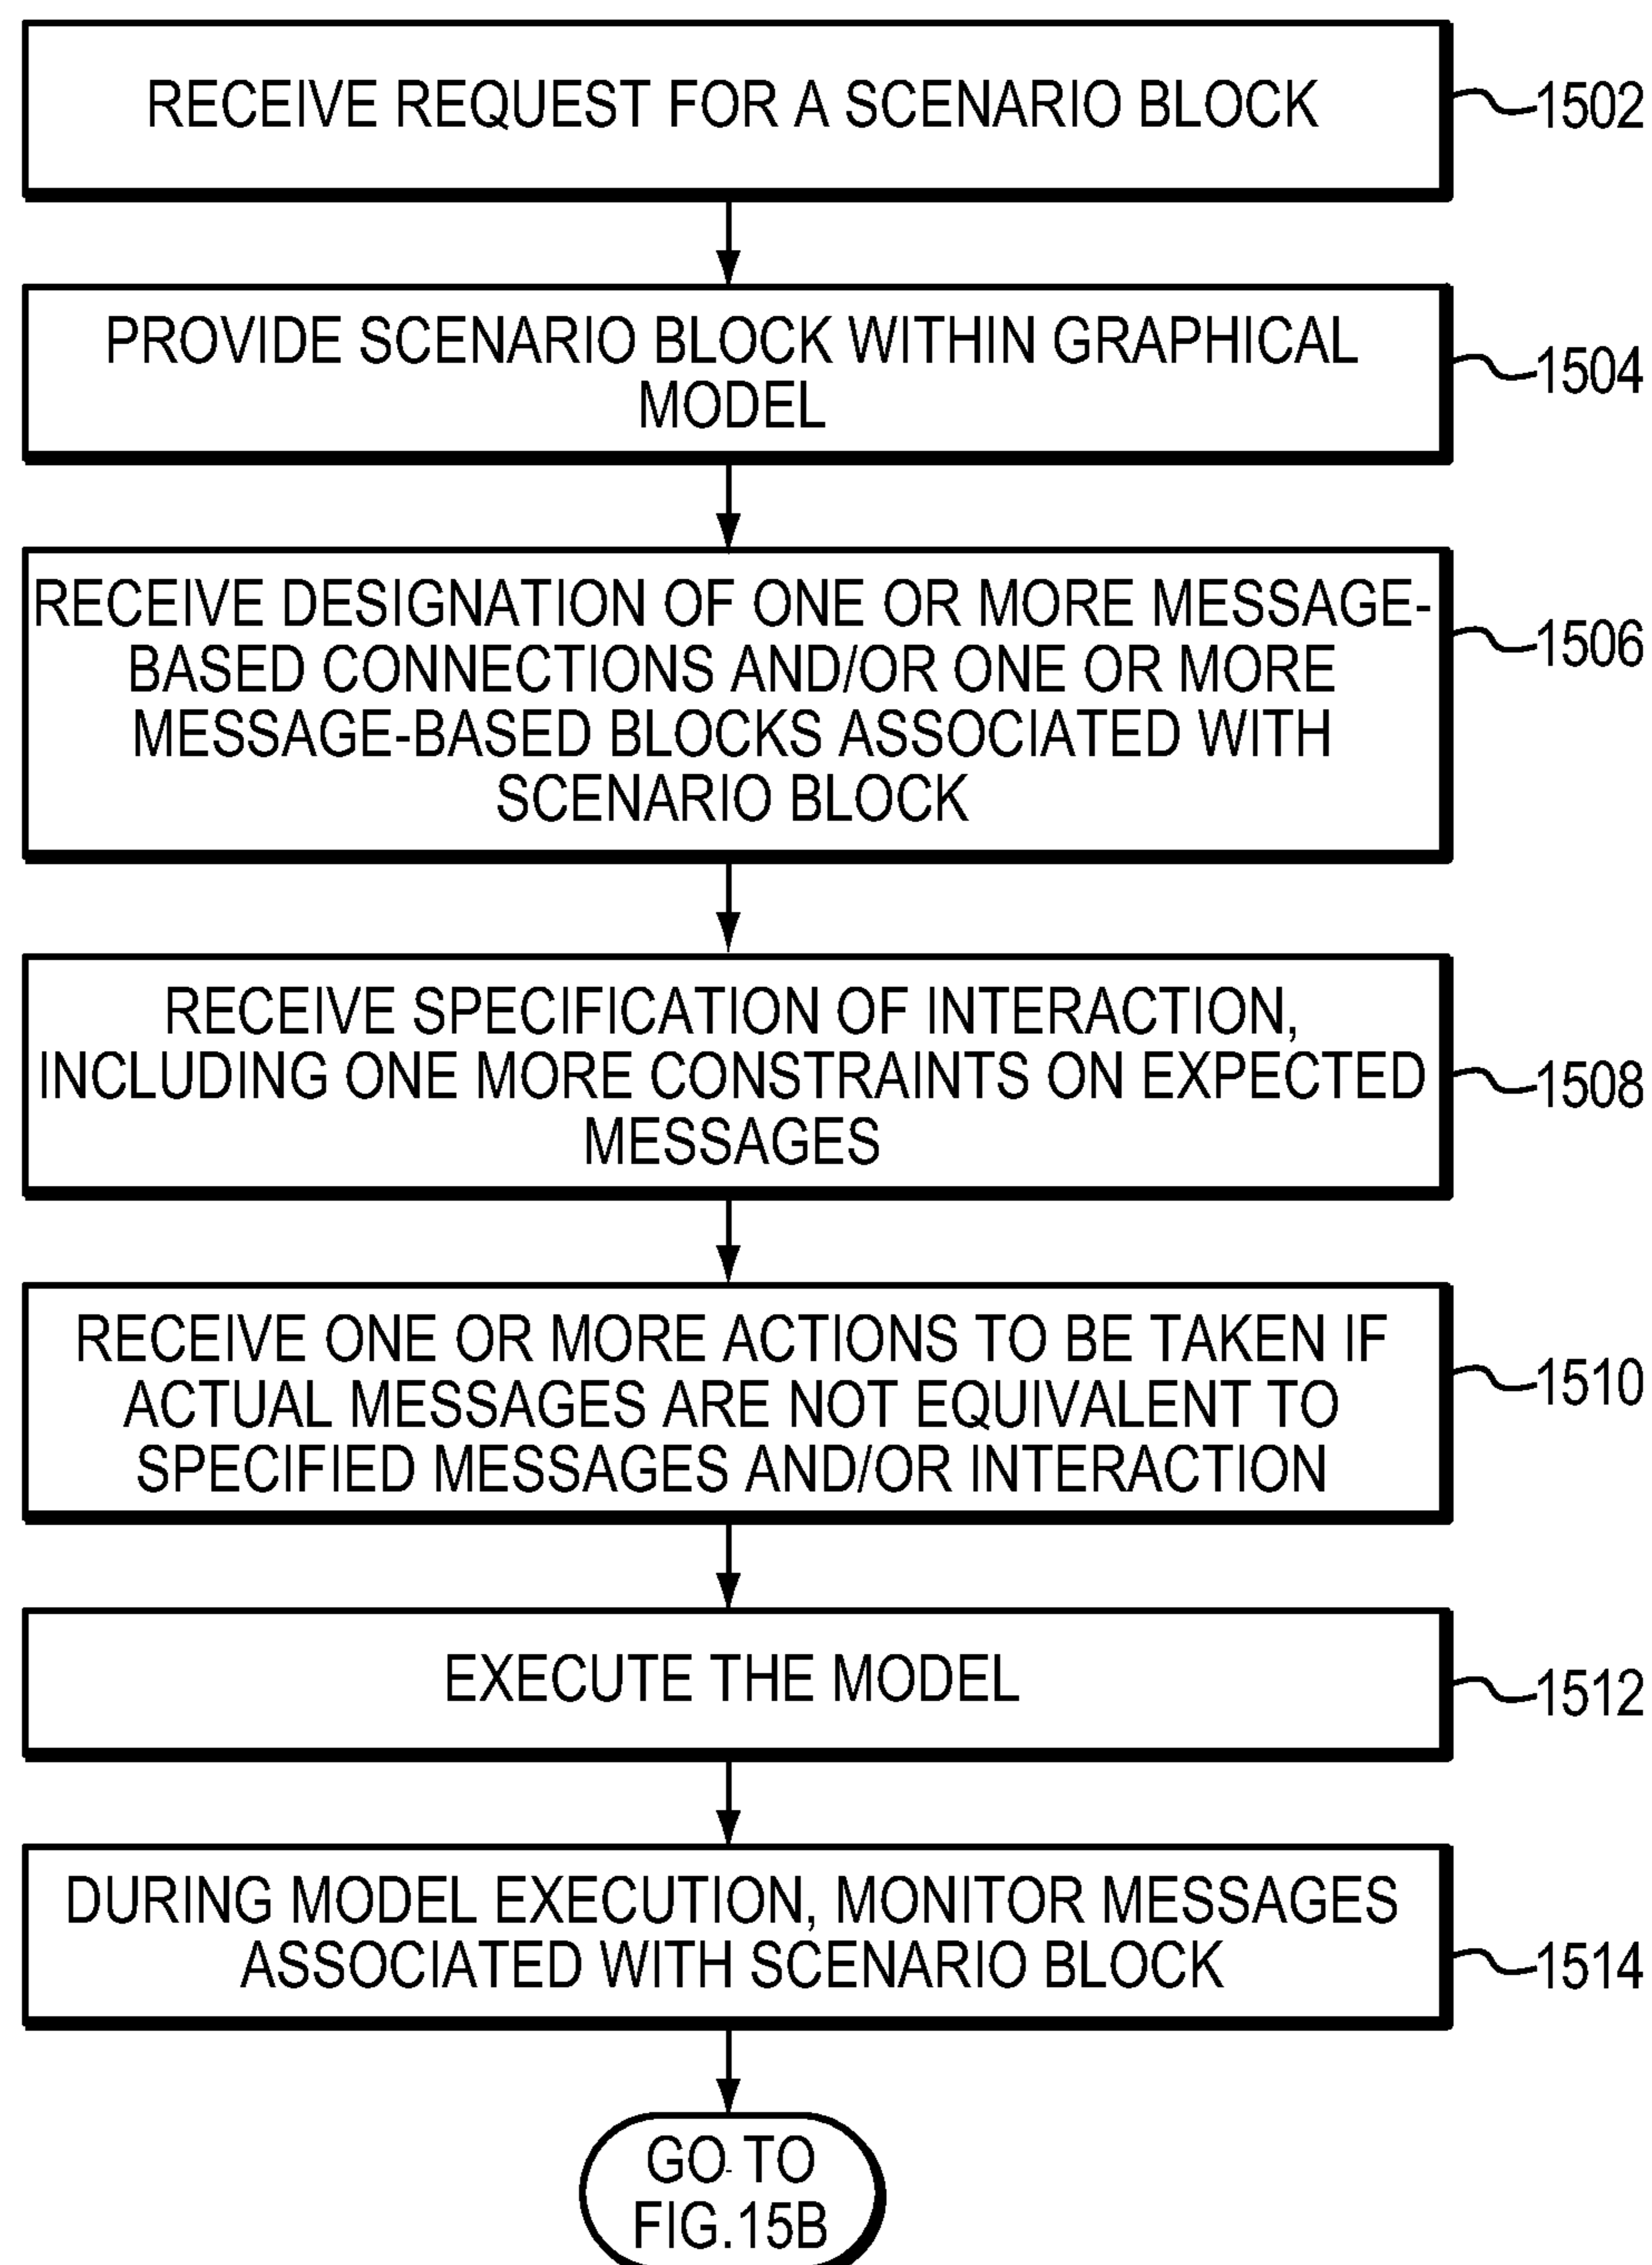 RECEIVE REQUEST FOR A SCENARIO BLOCK
1502
PROVIDE SCENARIO BLOCK WITHIN GRAPHICAL
MODEL
1504
RECEIVE DESIGNATION OF ONE OR MORE MESSAGE-
BASED CONNECTIONS AND/OR ONE OR MORE
MESSAGE-BASED BLOCKS ASSOCIATED WITH
SCENARIO BLOCK
1506
RECEIVE SPECIFICATION OF INTERACTION,
INCLUDING ONE MORE CONSTRAINTS ON EXPECTED
MESSAGES
1508
RECEIVE ONE OR MORE ACTIONS TO BE TAKEN IF
ACTUAL MESSAGES ARE NOT EQUIVALENT TO
SPECIFIED MESSAGES AND/OR INTERACTION
1510
EXECUTE THE MODEL
1512
DURING MODEL EXECUTION, MONITOR MESSAGES
ASSOCIATED WITH SCENARIO BLOCK
1514
GO TO
FIG.15B